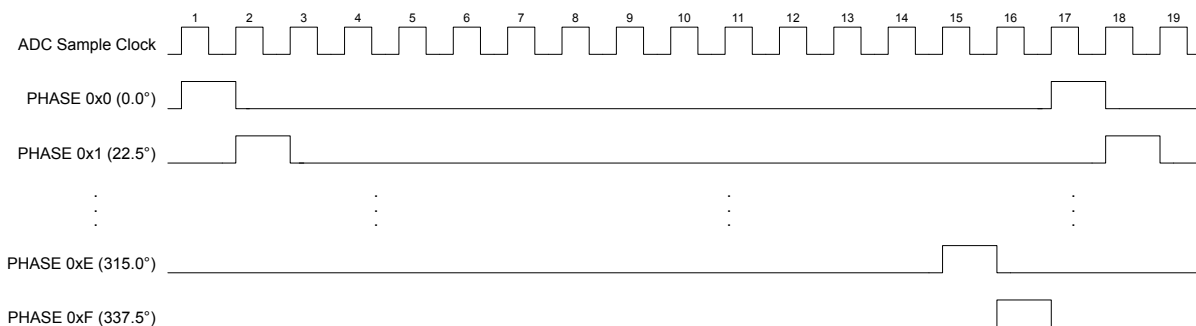 1 2 3 4 5 6 7 8 9 10 11 12 13 14 15 16 17 18 19
ADC Sample Clock
PHASE 0x0 (0.0°)
PHASE 0x1 (22.5°)
PHASE 0xE (315.0°)
PHASE 0xF (337.5°)